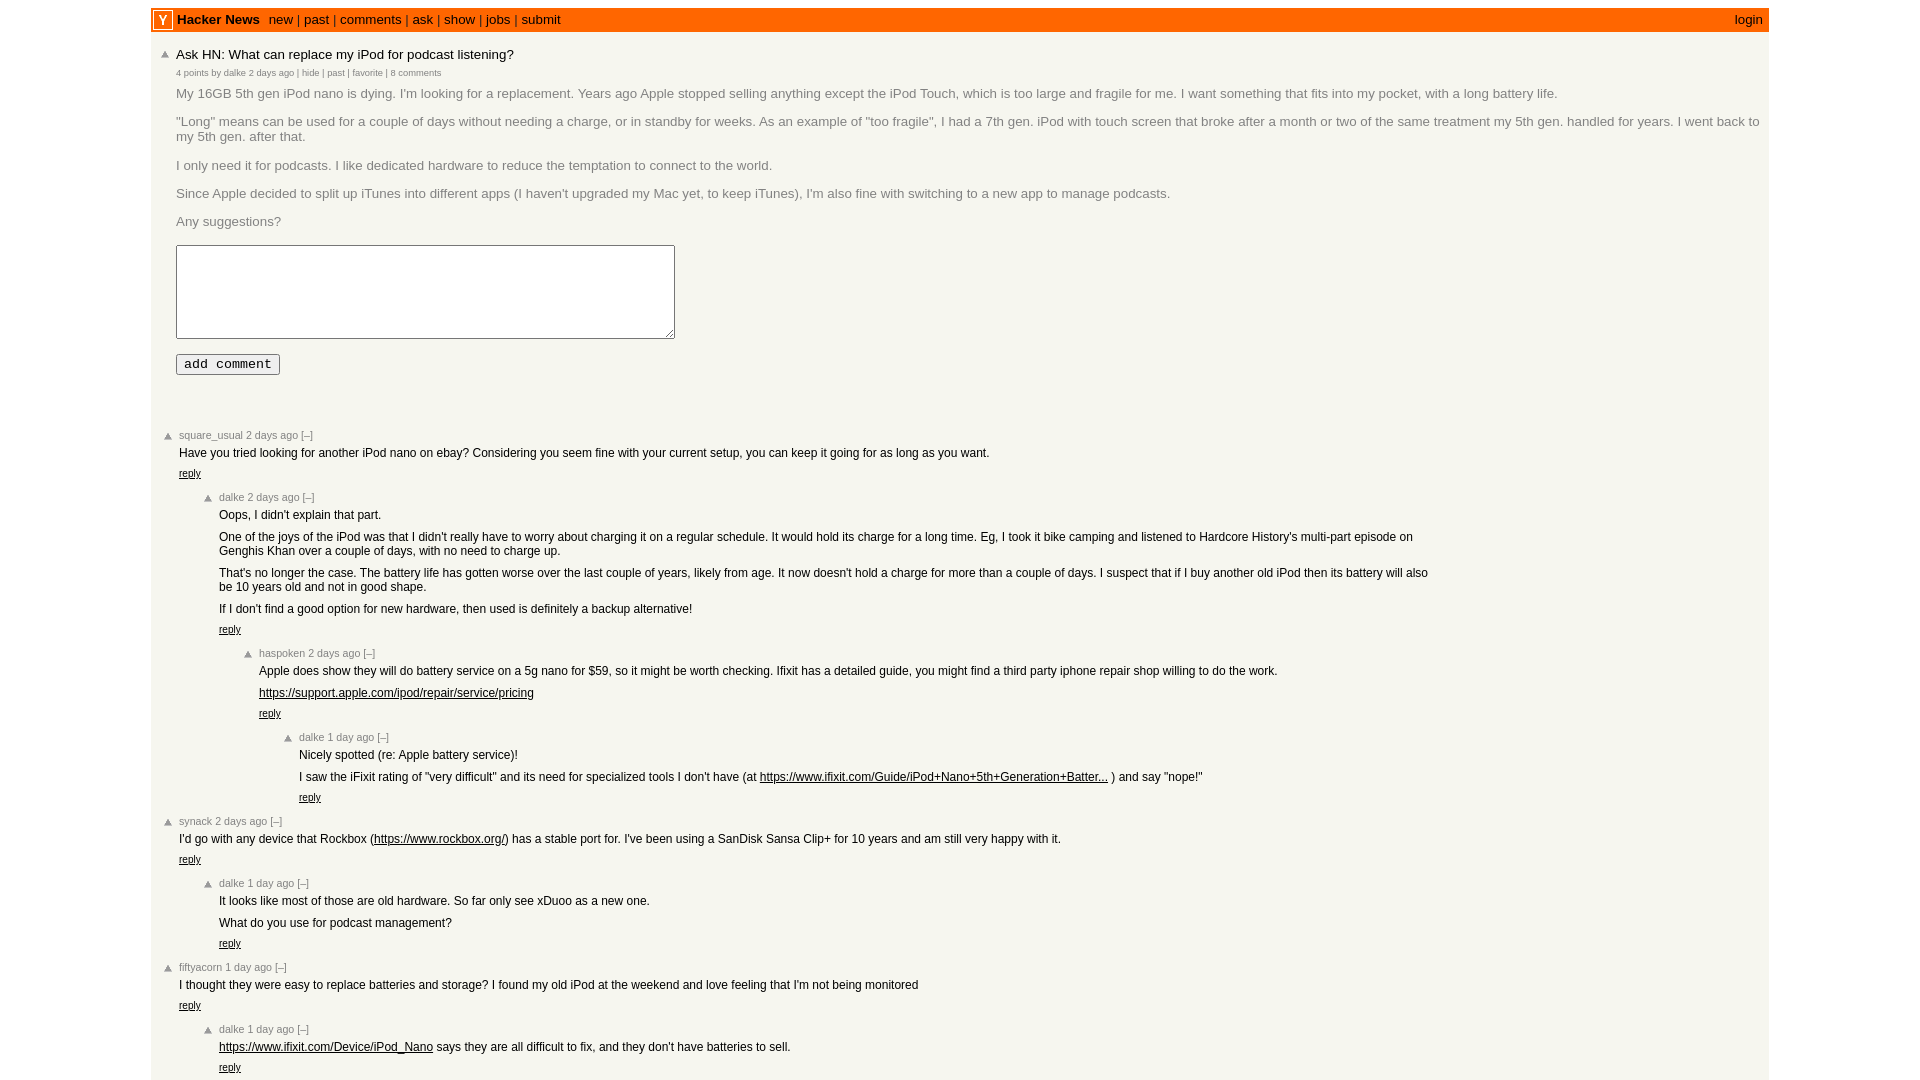 Y Hacker News new | past | comments | ask | show | jobs | submit login
Ask HN: What can replace my iPod for podcast listening?
4 points by dalke 2 days ago | hide | past | favorite | 8 comments
My 16GB 5th gen iPod nano is dying. I'm looking for a replacement. Years ago Apple stopped selling anything except the iPod Touch, which is too large and fragile for me. I want something that fits into my pocket, with a long battery life.
"Long" means can be used for a couple of days without needing a charge, or in standby for weeks. As an example of "too fragile", I had a 7th gen. iPod with touch screen that broke after a month or two of the same treatment my 5th gen. handled for years. I went back to
my 5th gen. after that.
I only need it for podcasts. I like dedicated hardware to reduce the temptation to connect to the world.
Since Apple decided to split up iTunes into different apps (I haven't upgraded my Mac yet, to keep iTunes), I'm also fine with switching to a new app to manage podcasts.
Any suggestions?
add comment
square_usual 2 days ago [–]
Have you tried looking for another iPod nano on ebay? Considering you seem fine with your current setup, you can keep it going for as long as you want.
reply
dalke 2 days ago [–]
Oops, I didn't explain that part.
One of the joys of the iPod was that I didn't really have to worry about charging it on a regular schedule. It would hold its charge for a long time. Eg, I took it bike camping and listened to Hardcore History's multi-part episode on
Genghis Khan over a couple of days, with no need to charge up.
That's no longer the case. The battery life has gotten worse over the last couple of years, likely from age. It now doesn't hold a charge for more than a couple of days. I suspect that if I buy another old iPod then its battery will also
be 10 years old and not in good shape.
If I don't find a good option for new hardware, then used is definitely a backup alternative!
reply
haspoken 2 days ago [–]
Apple does show they will do battery service on a 5g nano for $59, so it might be worth checking. Ifixit has a detailed guide, you might find a third party iphone repair shop willing to do the work.
https://support.apple.com/ipod/repair/service/pricing
reply
dalke 1 day ago [–]
Nicely spotted (re: Apple battery service)!
I saw the iFixit rating of "very difficult" and its need for specialized tools I don't have (at https://www.ifixit.com/Guide/iPod+Nano+5th+Generation+Batter... ) and say "nope!"
reply
synack 2 days ago [–]
I'd go with any device that Rockbox (https://www.rockbox.org/) has a stable port for. I've been using a SanDisk Sansa Clip+ for 10 years and am still very happy with it.
reply
dalke 1 day ago [–]
It looks like most of those are old hardware. So far only see xDuoo as a new one.
What do you use for podcast management?
reply
fiftyacorn 1 day ago [–]
I thought they were easy to replace batteries and storage? I found my old iPod at the weekend and love feeling that I'm not being monitored
reply
dalke 1 day ago [–]
https://www.ifixit.com/Device/iPod_Nano says they are all difficult to fix, and they don't have batteries to sell.
reply